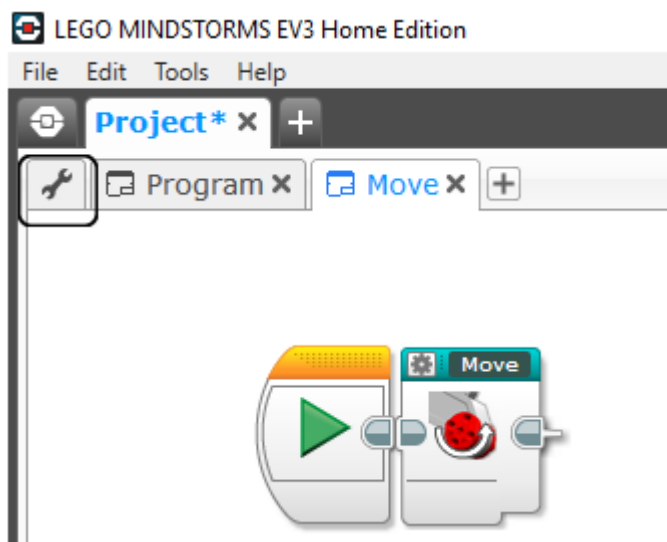 LEGO MINDSTORMS EV3 Home Edition
File Edit Tools Help
Project*
Program Move
Move